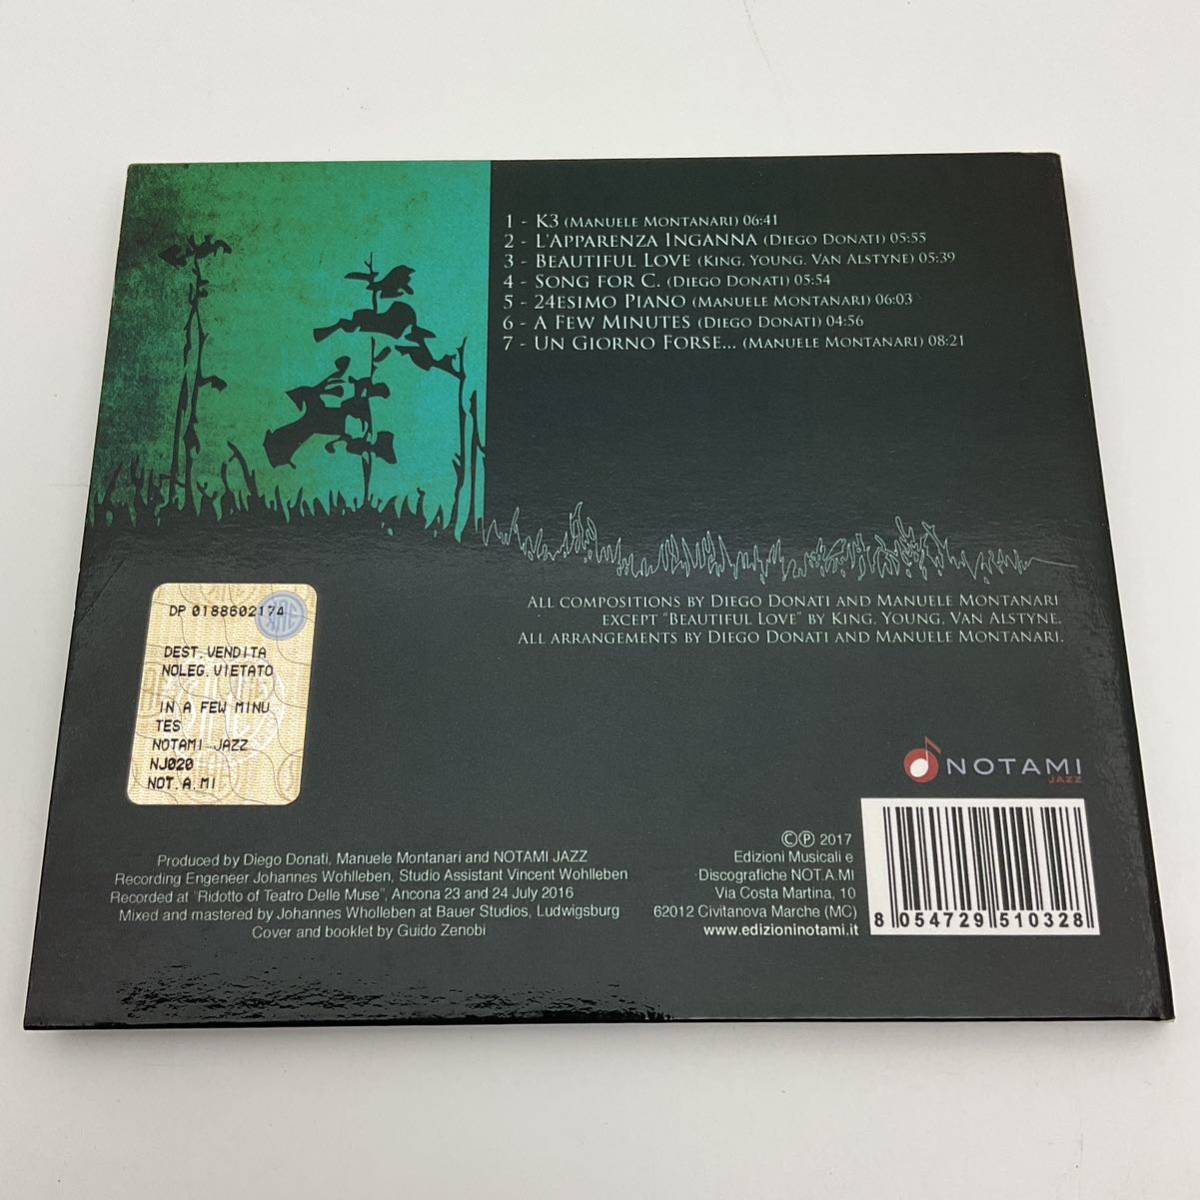 1 - K3 (Manuele Montanari) 06:41
2 - L'Apparenza Inganna (Diego Donati) 05:55
3 - Beautiful Love (King, Young, Van Alstyne) 05:39
4 - Song for C. (Diego Donati) 05:54
5 - 24esimo Piano (Manuele Montanari) 06:03
6 - A Few Minutes (Diego Donati) 04:56
7 - Un Giorno Forse... (Manuele Montanari) 08:21
All compositions by Diego Donati and Manuele Montanari
except "Beautiful Love" by King, Young, Van Alstyne.
All arrangements by Diego Donati and Manuele Montanari.
DP 0188602174
DEST.VENDITA
NOLEG.VIETATO
IN A FEW MINU
TES
NOTAMI JAZZ
NJ020
NOT.A.MI
NOTAMI
JAZZ
Produced by Diego Donati, Manuele Montanari and NOTAMI JAZZ
Recording Engeneer Johannes Wohlleben, Studio Assistant Vincent Wohlleben
Recorded at "Ridotto of Teatro Delle Muse", Ancona 23 and 24 July 2016
Mixed and mastered by Johannes Wholleben at Bauer Studios, Ludwigsburg
Cover and booklet by Guido Zenobi
©℗ 2017
Edizioni Musicali e
Discografiche NOT.A.MI
Via Costa Martina, 10
62012 Civitanova Marche (MC)
www.edizioninotami.it
8 054729 510328